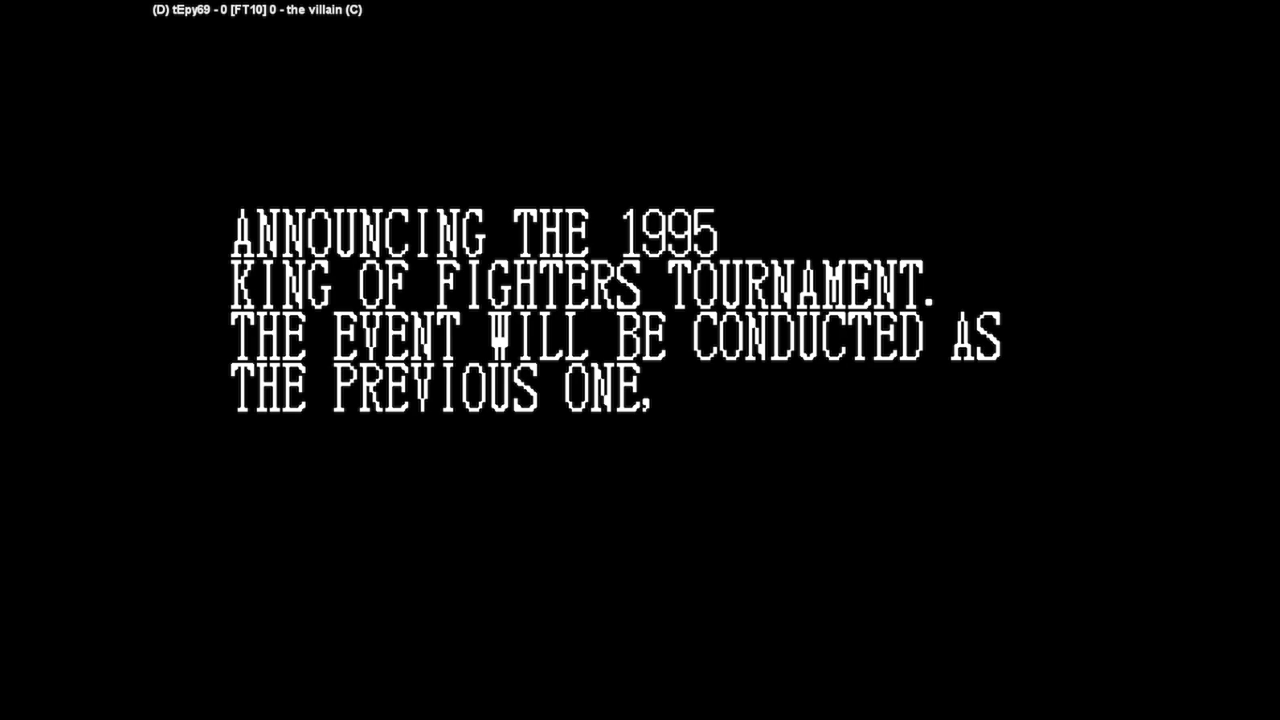 (D) tEpy69 - 0 [FT10] 0 - the villain (C)
ANNOUNCING THE 1995
KING OF FIGHTERS TOURNAMENT.
THE EVENT WILL BE CONDUCTED AS
THE PREVIOUS ONE,